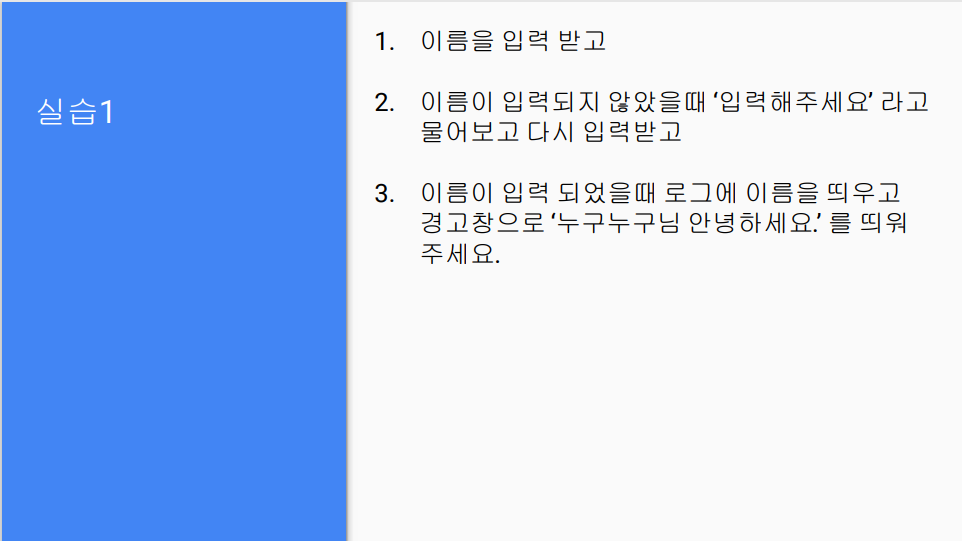 실습1
1. 이름을 입력 받고
2. 이름이 입력되지 않았을때 ‘입력해주세요’ 라고
물어보고 다시 입력받고
3. 이름이 입력 되었을때 로그에 이름을 띄우고
경고창으로 ‘누구누구님 안녕하세요.’ 를 띄워
주세요.